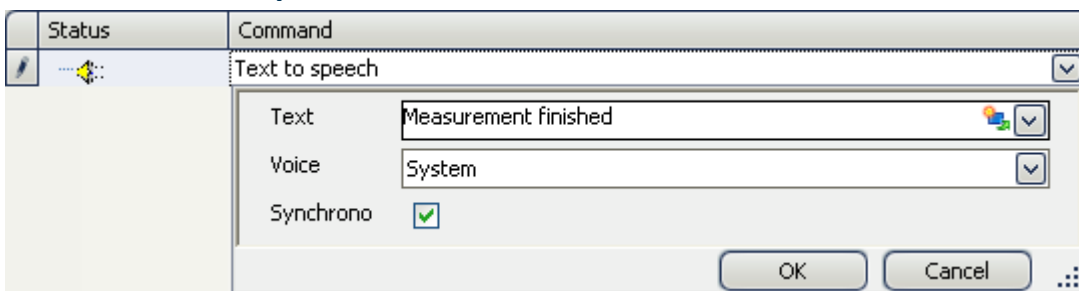 Status Command
Text to speech
Text Measurement finished
Voice System
Synchrono
OK Cancel